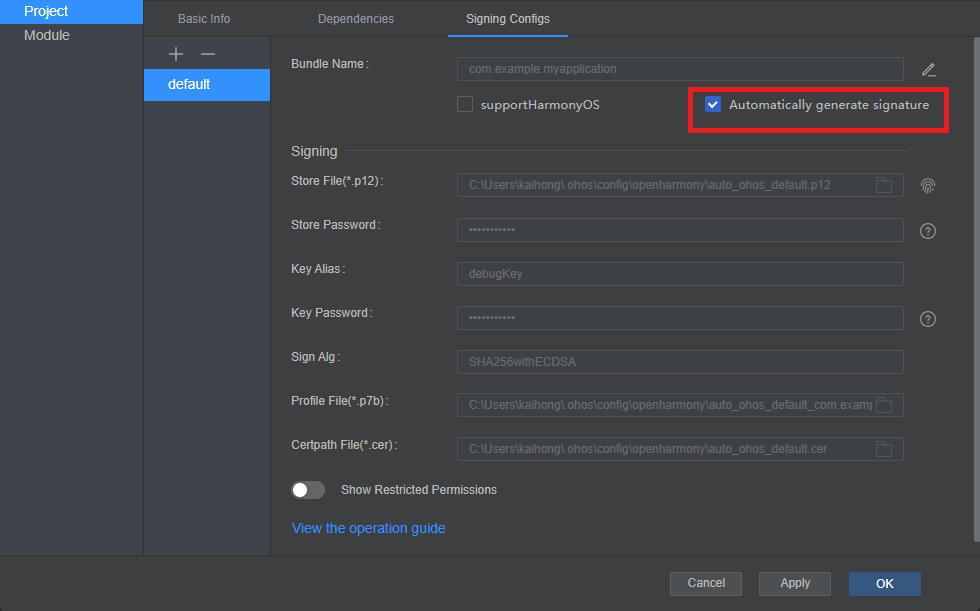 Project
Module
Basic Info
Dependencies
Signing Configs
default
Bundle Name:
com.example.myapplication
supportHarmonyOS
Automatically generate signature
Signing
Store File(*.p12):
C:\Users\kaihong\.ohos\config\openharmony\auto_ohos_default.p12
Store Password:
•••••••••••
Key Alias:
debugKey
Key Password:
•••••••••••
Sign Alg:
SHA256withECDSA
Profile File(*.p7b):
C:\Users\kaihong\.ohos\config\openharmony\auto_ohos_default_com.examp
Certpath File(*.cer):
C:\Users\kaihong\.ohos\config\openharmony\auto_ohos_default.cer
Show Restricted Permissions
View the operation guide
Cancel
Apply
OK